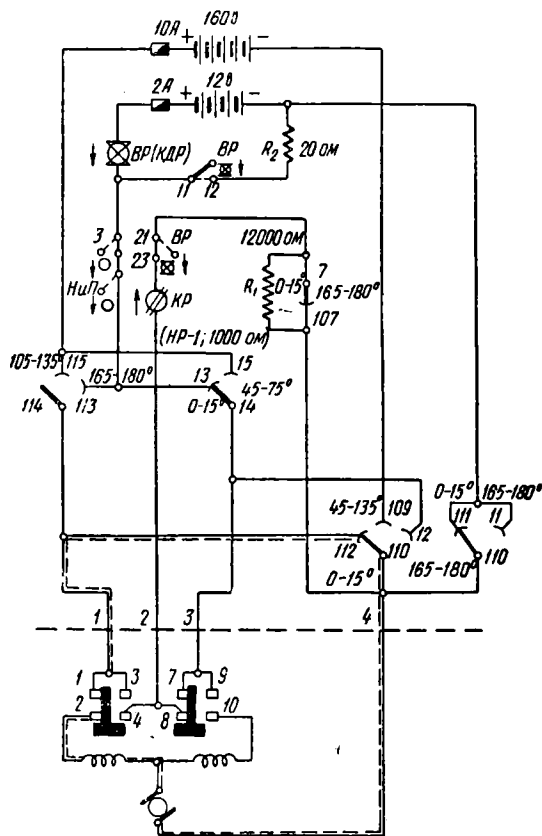 10А + 160в −
2А + 12в −
ВР(КДР)
ВР
R₂
20 ом
11 12
3
21 ВР
23
12000 ом
7
НиП
КР
R₁
0-15°
165-180°
(НР-1; 1000 ом)
107
105-135° 115
15
165-180°
13
45-75°
114
113
0-15°
14
45-135° 109
0-15° 165-180°
12
111
11
112
110
110
0-15°
165-180°
1 2 3 4
1 3 7 9
2 4 8 10